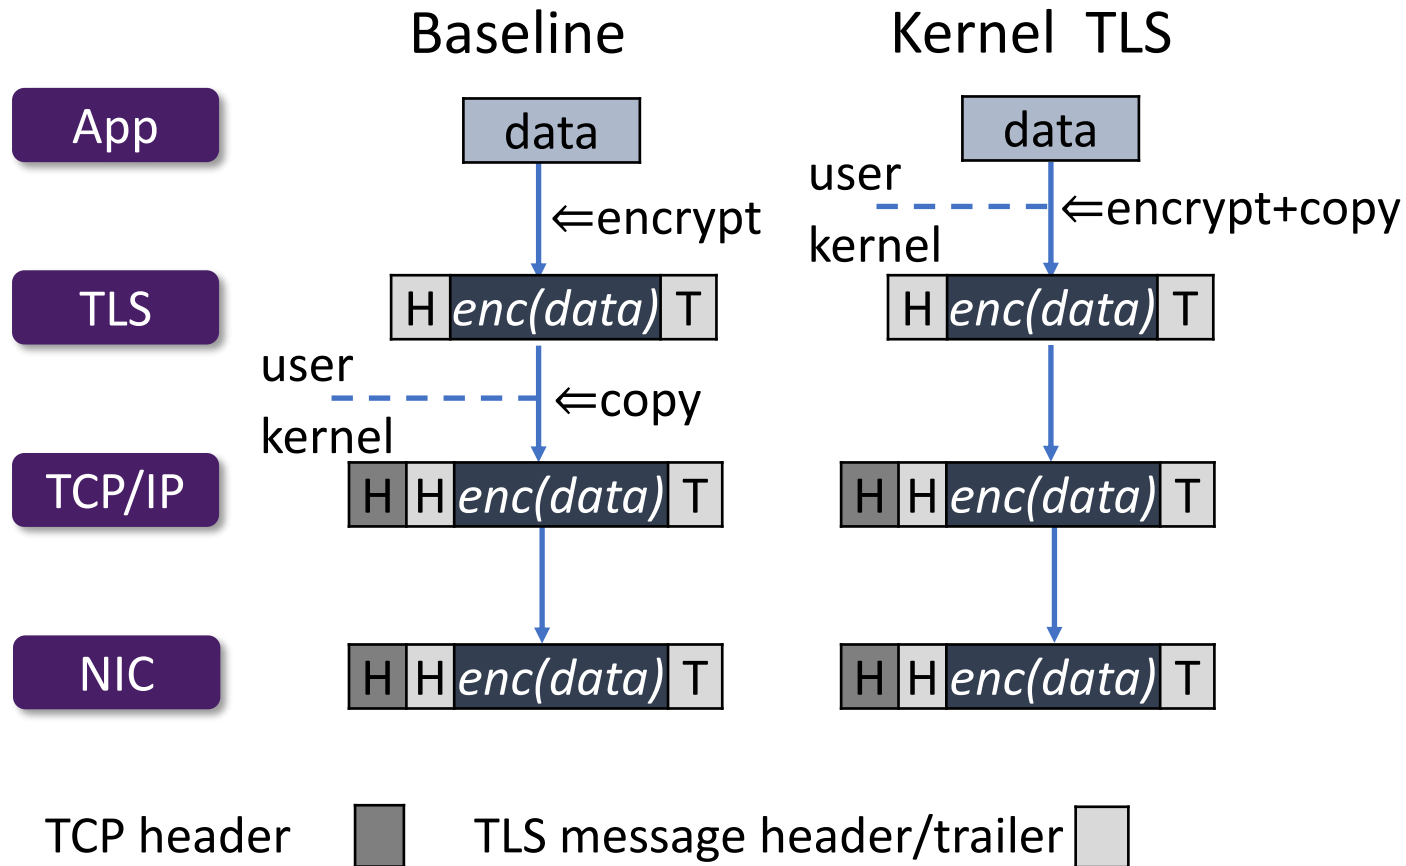 Baseline
Kernel TLS
App
data
data
user
⇐encrypt
⇐encrypt+copy
kernel
TLS
H enc(data) T
H enc(data) T
user
⇐copy
kernel
TCP/IP
H H enc(data) T
H H enc(data) T
NIC
H H enc(data) T
H H enc(data) T
TCP header
TLS message header/trailer